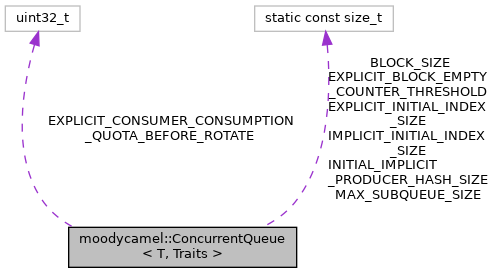 uint32_t
static const size_t
EXPLICIT_CONSUMER_CONSUMPTION
_QUOTA_BEFORE_ROTATE
BLOCK_SIZE
EXPLICIT_BLOCK_EMPTY
_COUNTER_THRESHOLD
EXPLICIT_INITIAL_INDEX
_SIZE
IMPLICIT_INITIAL_INDEX
_SIZE
INITIAL_IMPLICIT
_PRODUCER_HASH_SIZE
MAX_SUBQUEUE_SIZE
moodycamel::ConcurrentQueue
< T, Traits >